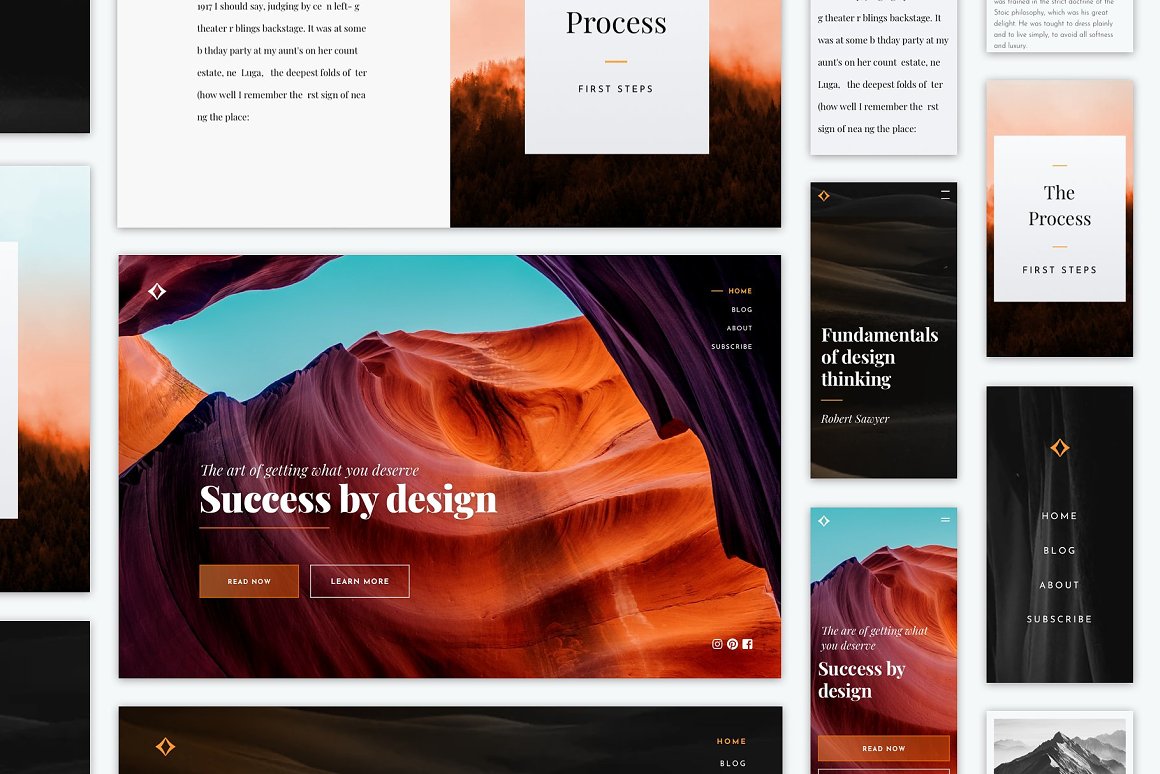 1917 I should say, judging by ce n left- g
theater r blings backstage. It was at some
b thday party at my aunt's on her count
estate, ne Luga, the deepest folds of ter
(how well I remember the rst sign of nea
ng the place:
Process
FIRST STEPS
g theater r blings backstage. It
was at some b thday party at my
aunt's on her count estate, ne
Luga, the deepest folds of ter
(how well I remember the rst
sign of nea ng the place:
was trained in the strict doctrine of the
Stoic philosophy, which was his great
delight. He was taught to dress plainly
and to live simply, to avoid all softness
and luxury.
The
Process
FIRST STEPS
HOME
BLOG
ABOUT
SUBSCRIBE
The art of getting what you deserve
Success by design
READ NOW
LEARN MORE
Fundamentals
of design
thinking
Robert Sawyer
The are of getting what
you deserve
Success by
design
READ NOW
HOME
BLOG
ABOUT
SUBSCRIBE
HOME
BLOG